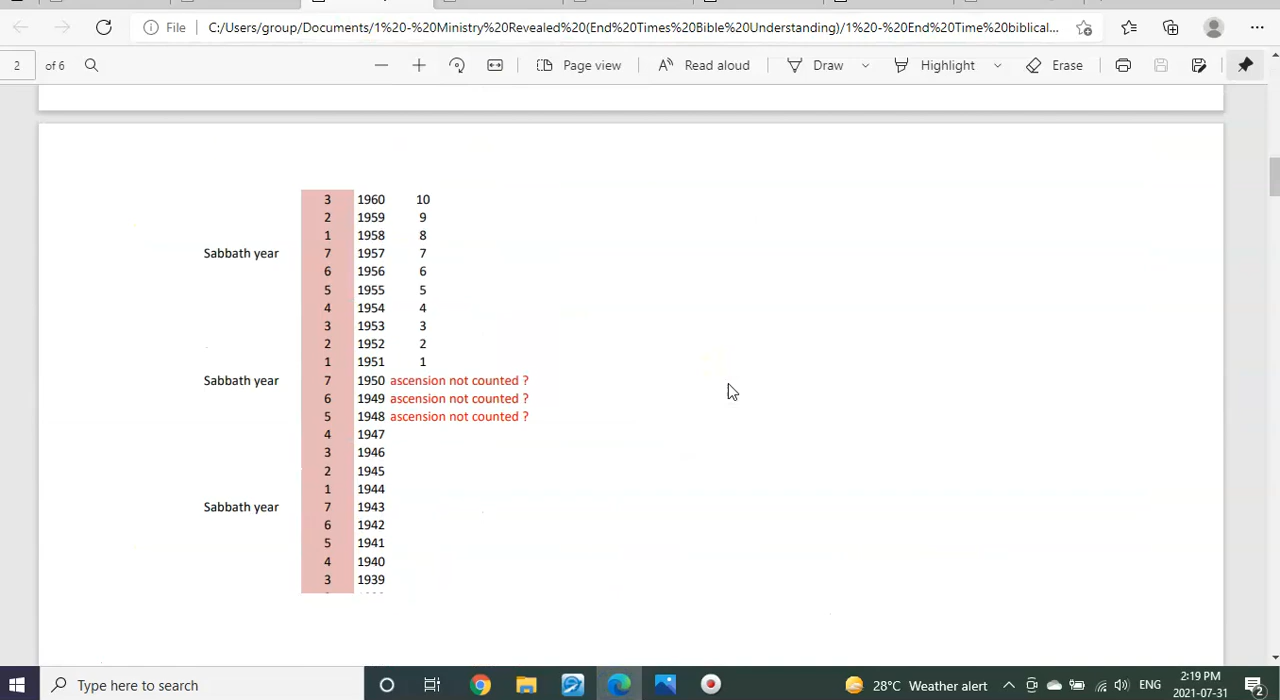 File
C:/Users/group/Documents/1%20-%20Ministry%20Revealed%20(End%20Times%20Bible%20Understanding)/1%20-%20End%20Time%20biblical...
2 of 6
Page view
Read aloud
Draw
Highlight
Erase
3 1960 10
2 1959 9
1 1958 8
Sabbath year 7 1957 7
6 1956 6
5 1955 5
4 1954 4
3 1953 3
2 1952 2
1 1951 1
Sabbath year 7 1950 ascension not counted ?
6 1949 ascension not counted ?
5 1948 ascension not counted ?
4 1947
3 1946
2 1945
1 1944
Sabbath year 7 1943
6 1942
5 1941
4 1940
3 1939
Type here to search
28°C Weather alert
ENG
2:19 PM
2021-07-31
2